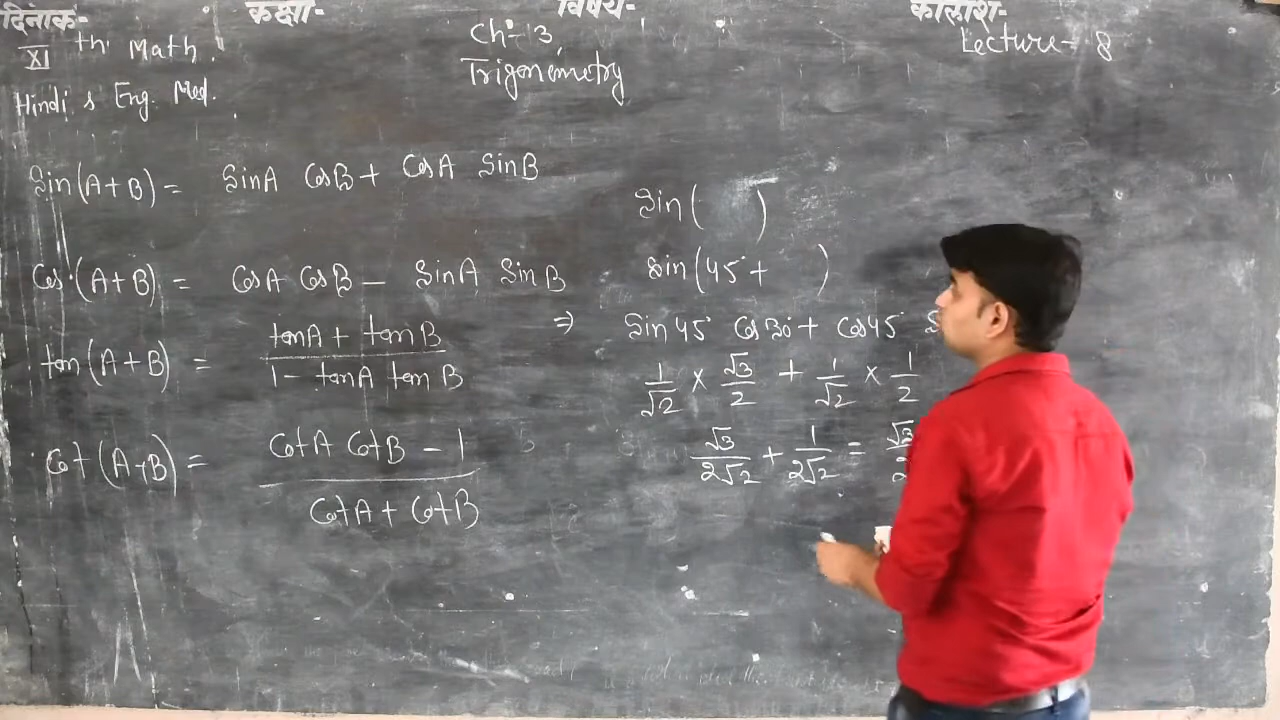 दिनांक- कक्षा- विषय- कालांश-
XI th Math. Ch-3, Lecture- 8
Trigonometry
Hindi & Eng. Med.
Sin(A+B) = SinA CosB + CosA SinB
Cos(A+B) = CosA CosB - SinA SinB
tan(A+B) = tanA + tanB / 1 - tanA tanB
Cot(A+B) = CotA CotB - 1 / CotA + CotB
Sin( )
Sin(45°+ )
⇒ Sin45° Cos30° + Cos45° S
1/√2 × √3/2 + 1/√2 × 1/2
√3/2√2 + 1/2√2 = √3